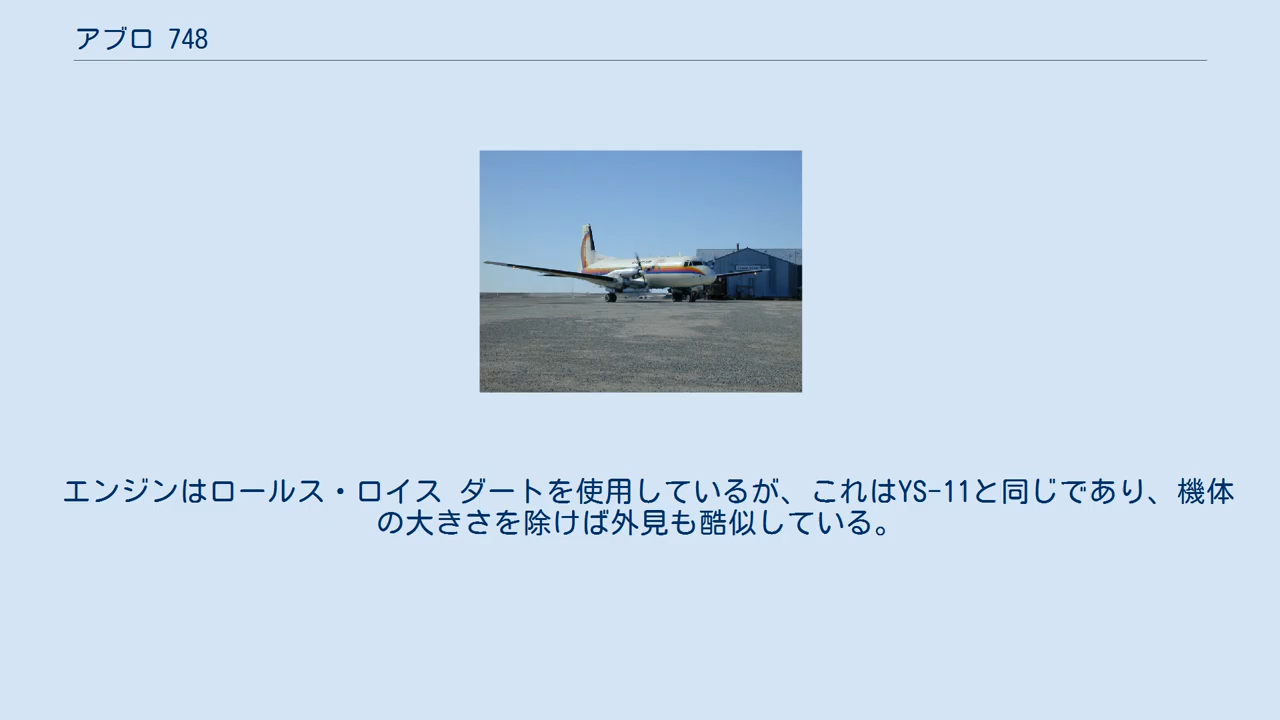 アブロ 748
エンジンはロールス・ロイス ダートを使用しているが、これはYS-11と同じであり、機体
の大きさを除けば外見も酷似している。